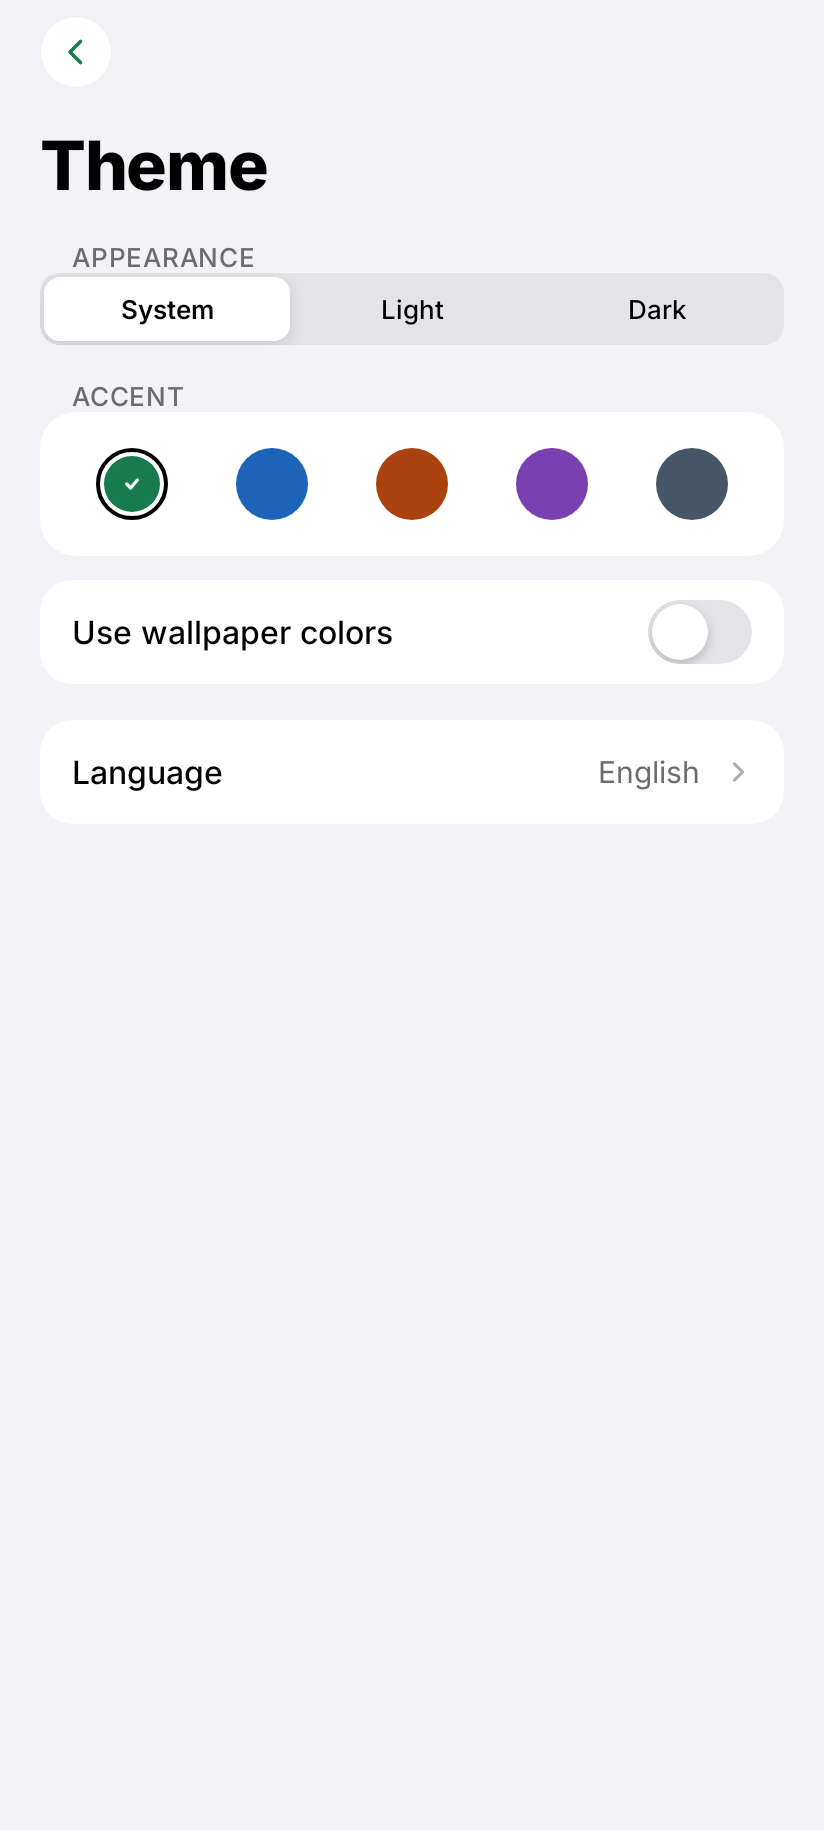 Theme
APPEARANCE
System Light Dark
ACCENT
Use wallpaper colors
Language English